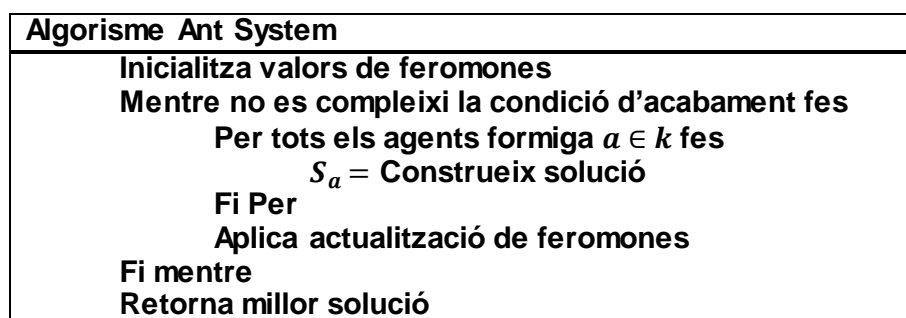 Algorisme Ant System
Inicialitza valors de feromones
Mentre no es compleixi la condició d'acabament fes
Per tots els agents formiga a ∈ k fes
Sₐ = Construeix solució
Fi Per
Aplica actualització de feromones
Fi mentre
Retorna millor solució